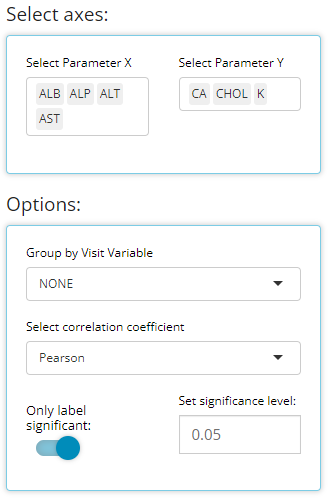 Select axes:
Select Parameter X
Select Parameter Y
ALB ALP ALT
AST
CA CHOL K
Options:
Group by Visit Variable
NONE
Select correlation coefficient
Pearson
Only label
significant:
Set significance level:
0.05